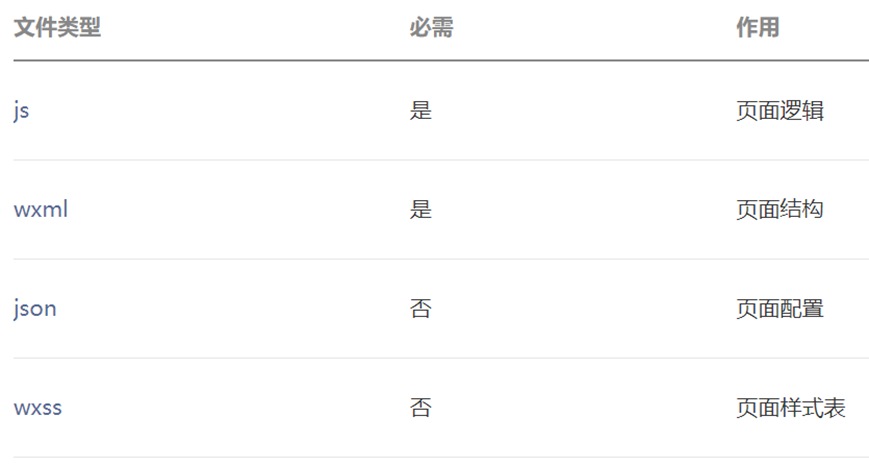 文件类型 必需 作用
js 是 页面逻辑
wxml 是 页面结构
json 否 页面配置
wxss 否 页面样式表